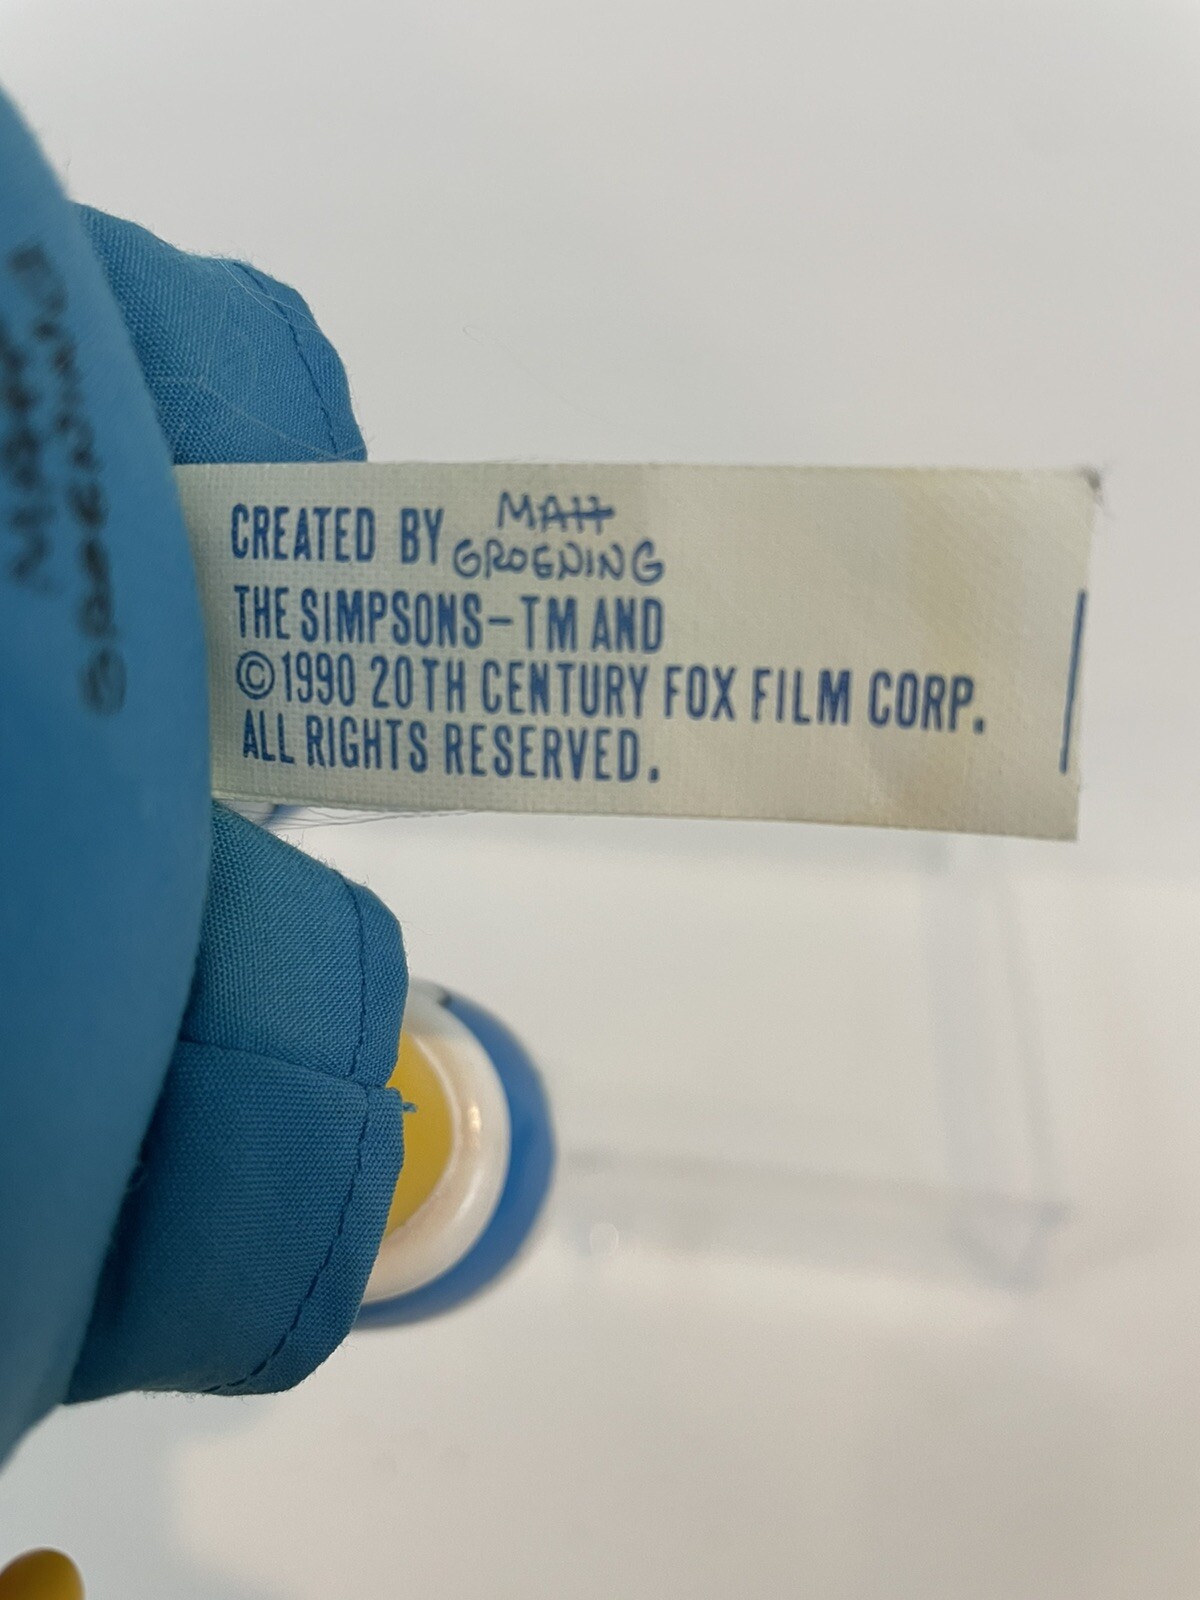 CREATED BY MATT GROENING
THE SIMPSONS-TM AND
©1990 20TH CENTURY FOX FILM CORP.
ALL RIGHTS RESERVED.